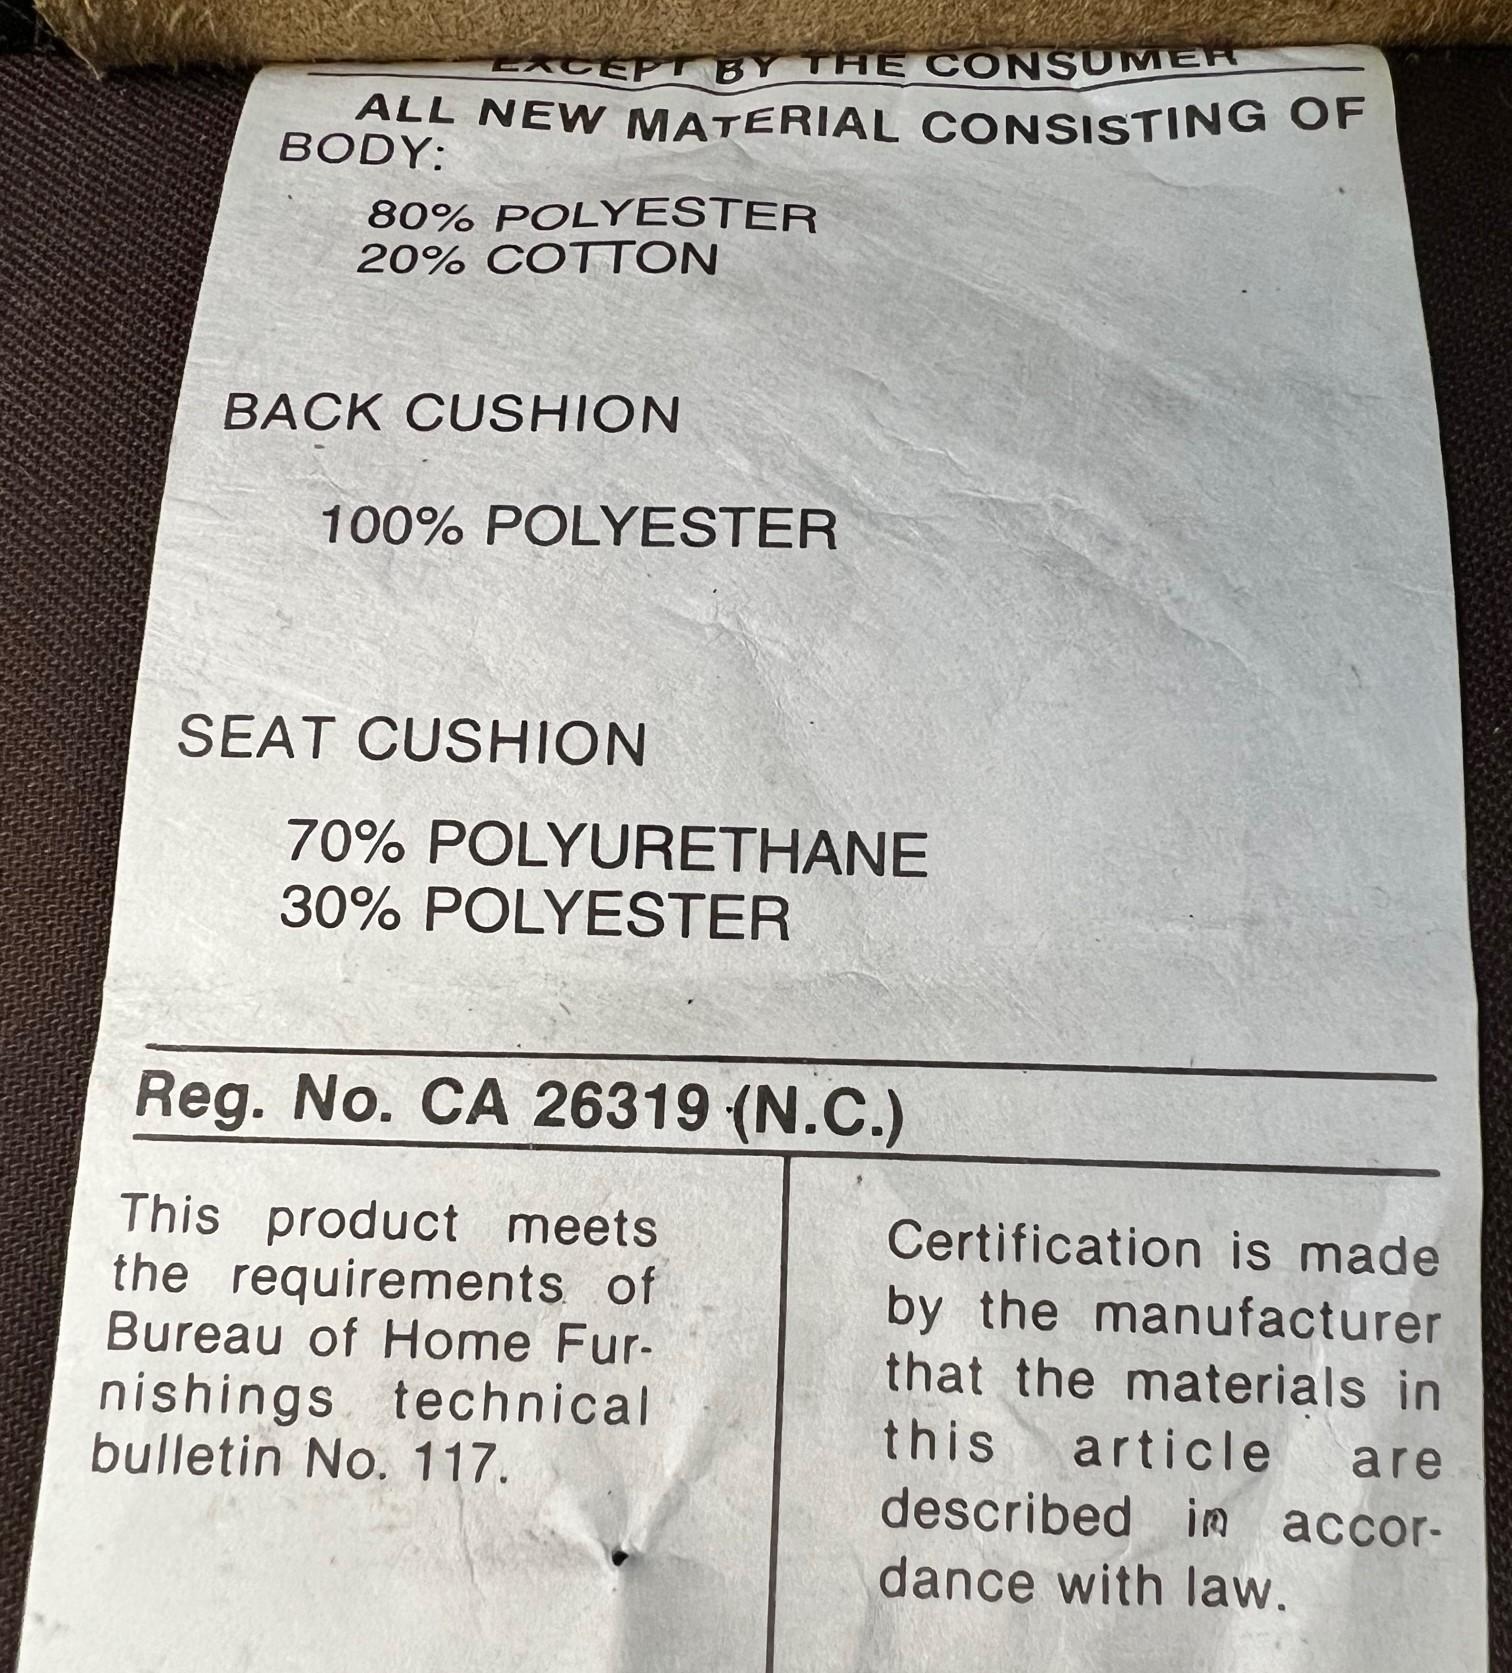 EXCEPT BY THE CONSUMER
ALL NEW MATERIAL CONSISTING OF
BODY:
80% POLYESTER
20% COTTON
BACK CUSHION
100% POLYESTER
SEAT CUSHION
70% POLYURETHANE
30% POLYESTER
Reg. No. CA 26319 (N.C.)
This product meets
the requirements of
Bureau of Home Fur-
nishings technical
bulletin No. 117.
Certification is made
by the manufacturer
that the materials in
this article are
described in accor-
dance with law.